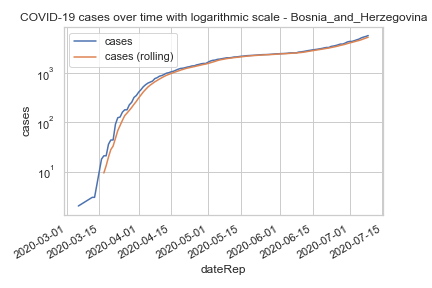 COVID-19 cases over time with logarithmic scale - Bosnia_and_Herzegovina
cases
cases (rolling)
cases
10³
10²
10¹
2020-03-01
2020-03-15
2020-04-01
2020-04-15
2020-05-01
2020-05-15
2020-06-01
2020-06-15
2020-07-01
2020-07-15
dateRep